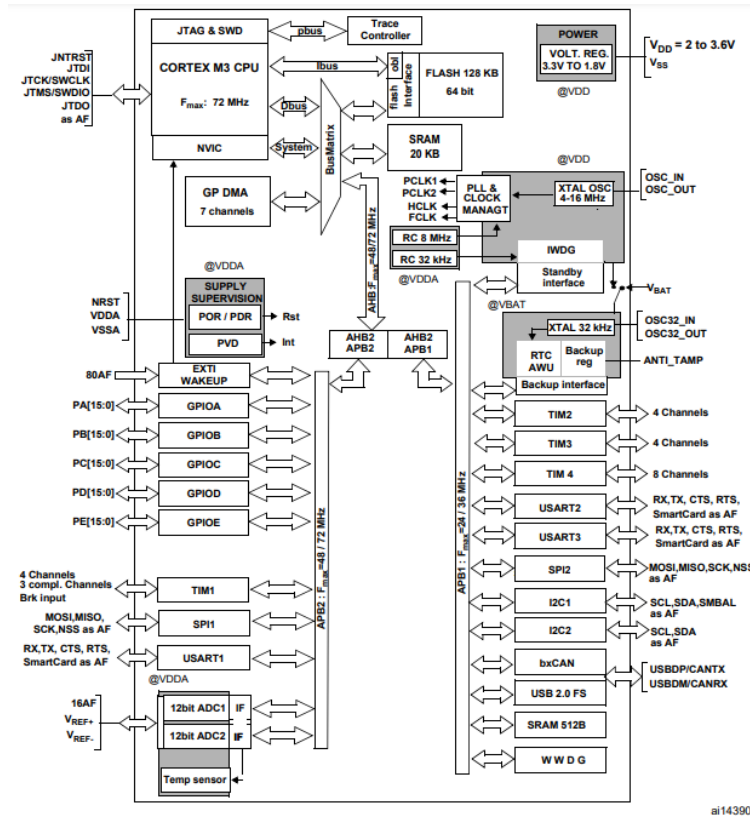 JTAG & SWD
pbus
Trace
Controller
JNTRST
JTDI
JTCK/SWCLK
JTMS/SWDIO
JTDO
as AF
CORTEX M3 CPU
Fmax: 72 MHz
NVIC
Ibus
Dbus
System
BusMatrix
obl
flash
Interface
FLASH 128 KB
64 bit
SRAM
20 KB
POWER
VOLT. REG.
3.3V TO 1.8V
@VDD
VDD = 2 to 3.6V
VSS
GP DMA
7 channels
@VDD
PCLK1
PCLK2
HCLK
FCLK
PLL &
CLOCK
MANAGT
XTAL OSC
4-16 MHz
OSC_IN
OSC_OUT
RC 8 MHz
RC 32 kHz
@VDDA
IWDG
Standby
interface
@VBAT
VBAT
XTAL 32 kHz
OSC32_IN
OSC32_OUT
RTC
AWU
Backup
reg
ANTI_TAMP
Backup interface
AHB:Fmax=48/72 MHz
@VDDA
NRST
VDDA
VSSA
SUPPLY
SUPERVISION
POR / PDR
Rst
PVD
Int
AHB2
APB2
AHB2
APB1
80AF
EXTI
WAKEUP
PA[15:0]
GPIOA
PB[15:0]
GPIOB
PC[15:0]
GPIOC
PD[15:0]
GPIOD
PE[15:0]
GPIOE
4 Channels
3 compl. Channels
Brk input
TIM1
MOSI,MISO,
SCK,NSS as AF
SPI1
RX,TX, CTS, RTS,
SmartCard as AF
USART1
@VDDA
16AF
VREF+
VREF-
12bit ADC1
IF
12bit ADC2
IF
Temp sensor
APB2 : Fmax=48 / 72 MHz
APB1 : Fmax=24 / 36 MHz
TIM2
4 Channels
TIM3
4 Channels
TIM 4
8 Channels
USART2
RX,TX, CTS, RTS,
SmartCard as AF
USART3
RX,TX, CTS, RTS,
SmartCard as AF
SPI2
MOSI,MISO,SCK,NSS
as AF
I2C1
SCL,SDA,SMBAL
as AF
I2C2
SCL,SDA
as AF
bxCAN
USBDP/CANTX
USBDM/CANRX
USB 2.0 FS
SRAM 512B
W W D G
ai14390